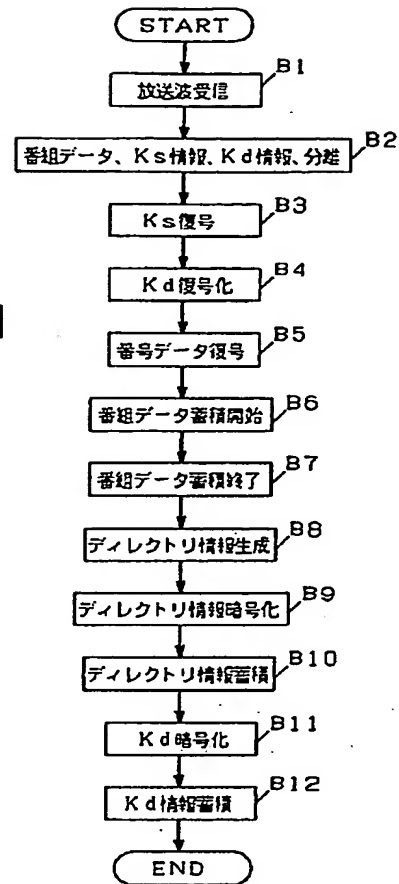 START
放送波受信 B1
番組データ、Ks情報、Kd情報、分離 B2
Ks復号 B3
Kd復号化 B4
番号データ復号 B5
番組データ蓄積開始 B6
番組データ蓄積終了 B7
ディレクトリ情報生成 B8
ディレクトリ情報暗号化 B9
ディレクトリ情報蓄積 B10
Kd暗号化 B11
Kd情報蓄積 B12
END